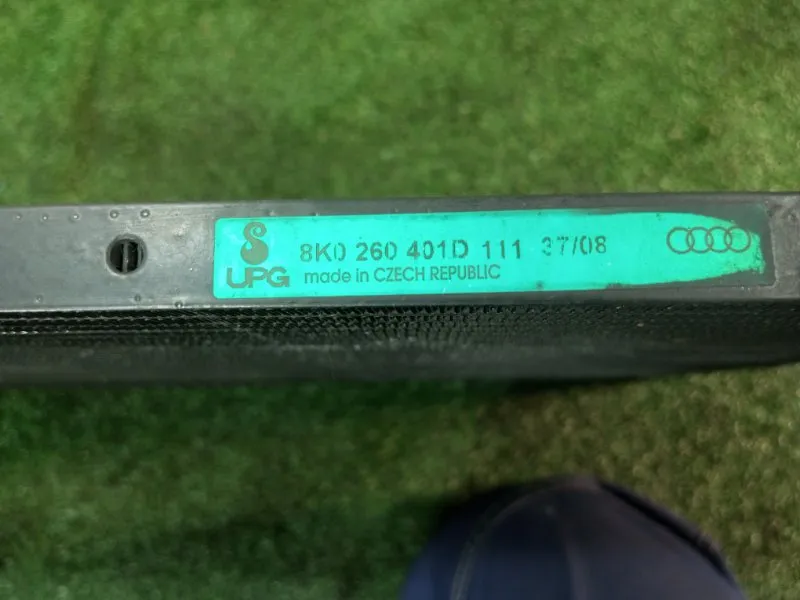 UPG
8K0 260 401D 111 37/08
made in CZECH REPUBLIC